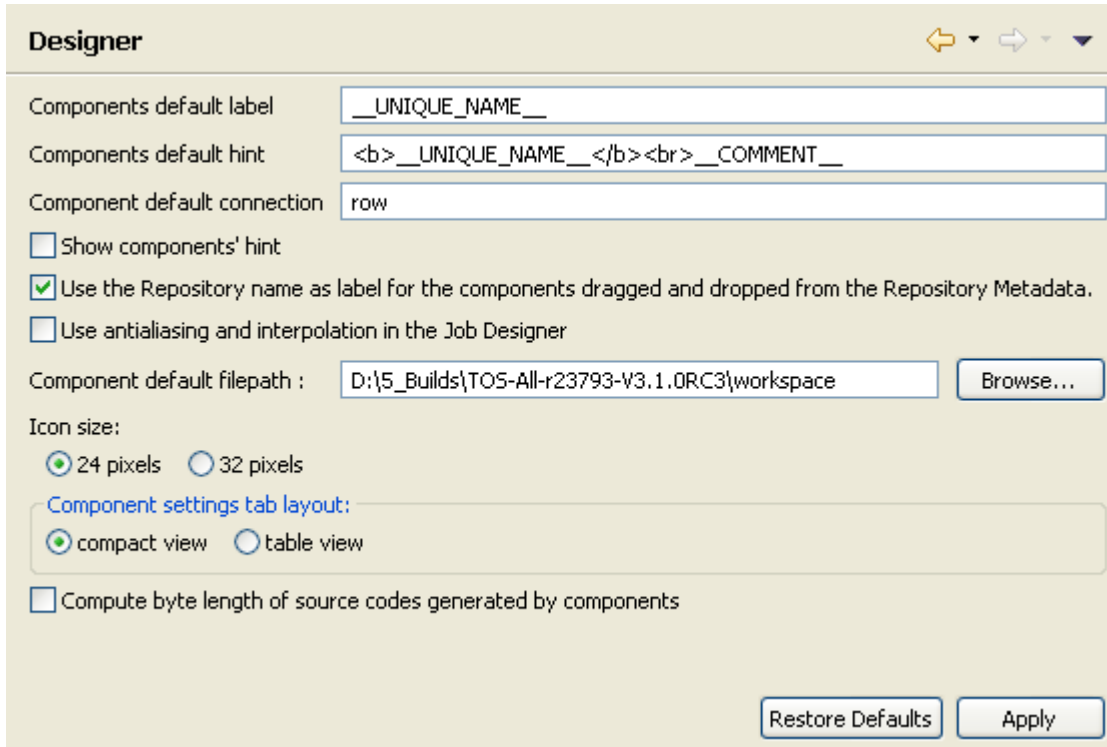 Designer
Components default label __UNIQUE_NAME__
Components default hint <b>__UNIQUE_NAME__</b><br>__COMMENT__
Component default connection row
Show components' hint
Use the Repository name as label for the components dragged and dropped from the Repository Metadata.
Use antialiasing and interpolation in the Job Designer
Component default filepath : D:\5_Builds\TOS-All-r23793-V3.1.0RC3\workspace Browse...
Icon size:
24 pixels 32 pixels
Component settings tab layout:
compact view table view
Compute byte length of source codes generated by components
Restore Defaults Apply